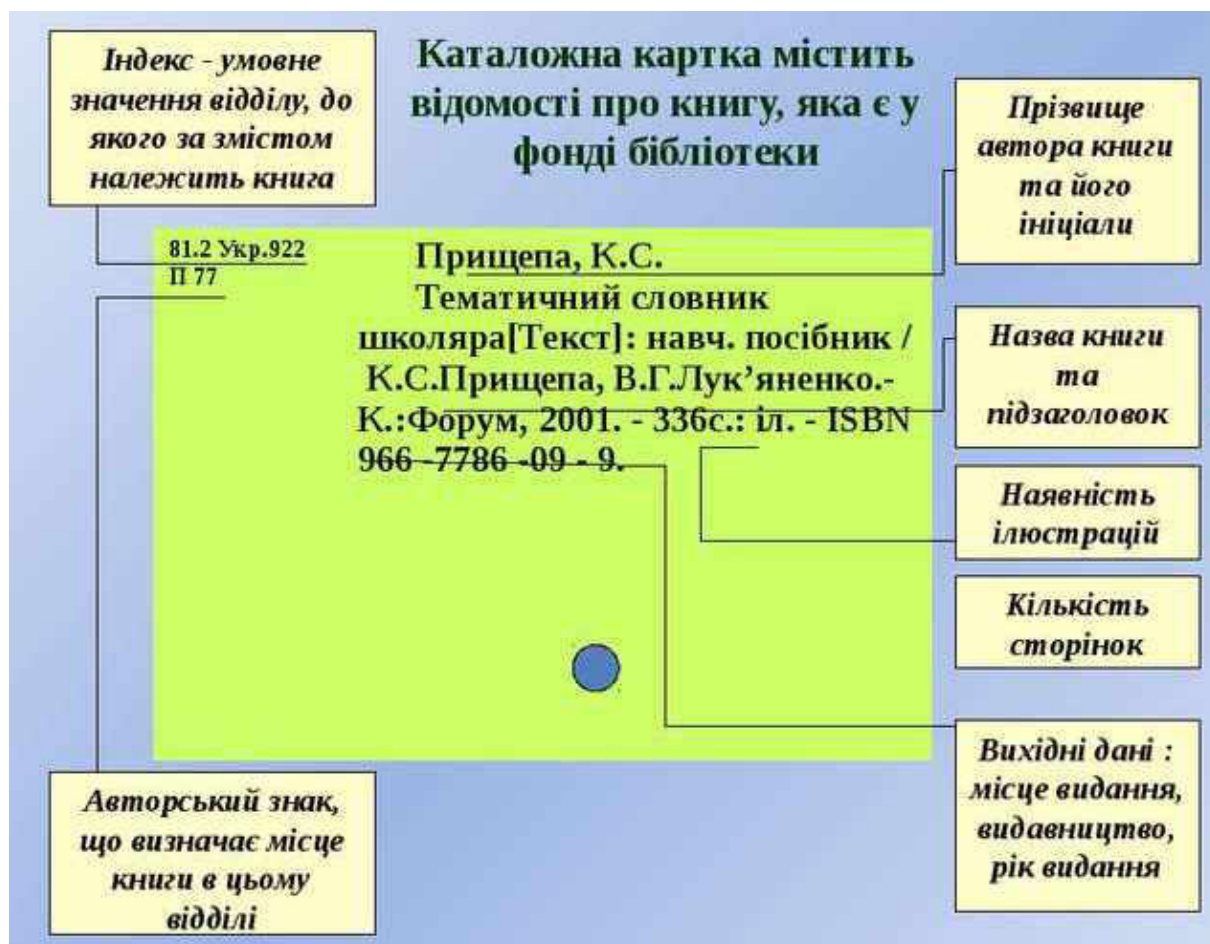 Індекс - умовне
значення відділу, до
якого за змістом
належить книга
Каталожна картка містить
відомості про книгу, яка є у
фонді бібліотеки
Прізвище
автора книги
та його
ініціали
81.2 Укр.922
П 77
Прищепа, К.С.
Тематичний словник
школяра[Текст]: навч. посібник /
К.С.Прищепа, В.Г.Лук’яненко.-
К.:Форум, 2001. - 336с.: іл. - ISBN
966 -7786 -09 - 9.
Назва книги
та
підзаголовок
Наявність
ілюстрацій
Кількість
сторінок
Вихідні дані :
місце видання,
видавництво,
рік видання
Авторський знак,
що визначає місце
книги в цьому
відділі